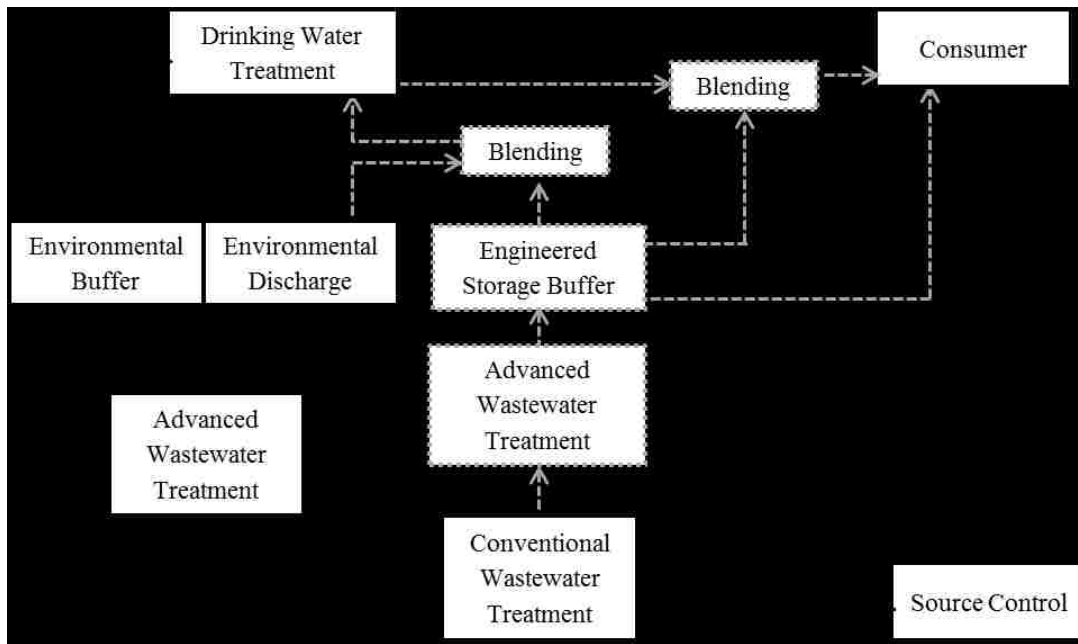 Drinking Water
Treatment
Consumer
Blending
Blending
Environmental
Buffer
Environmental
Discharge
Engineered
Storage Buffer
Advanced
Wastewater
Treatment
Advanced
Wastewater
Treatment
Conventional
Wastewater
Treatment
Source Control